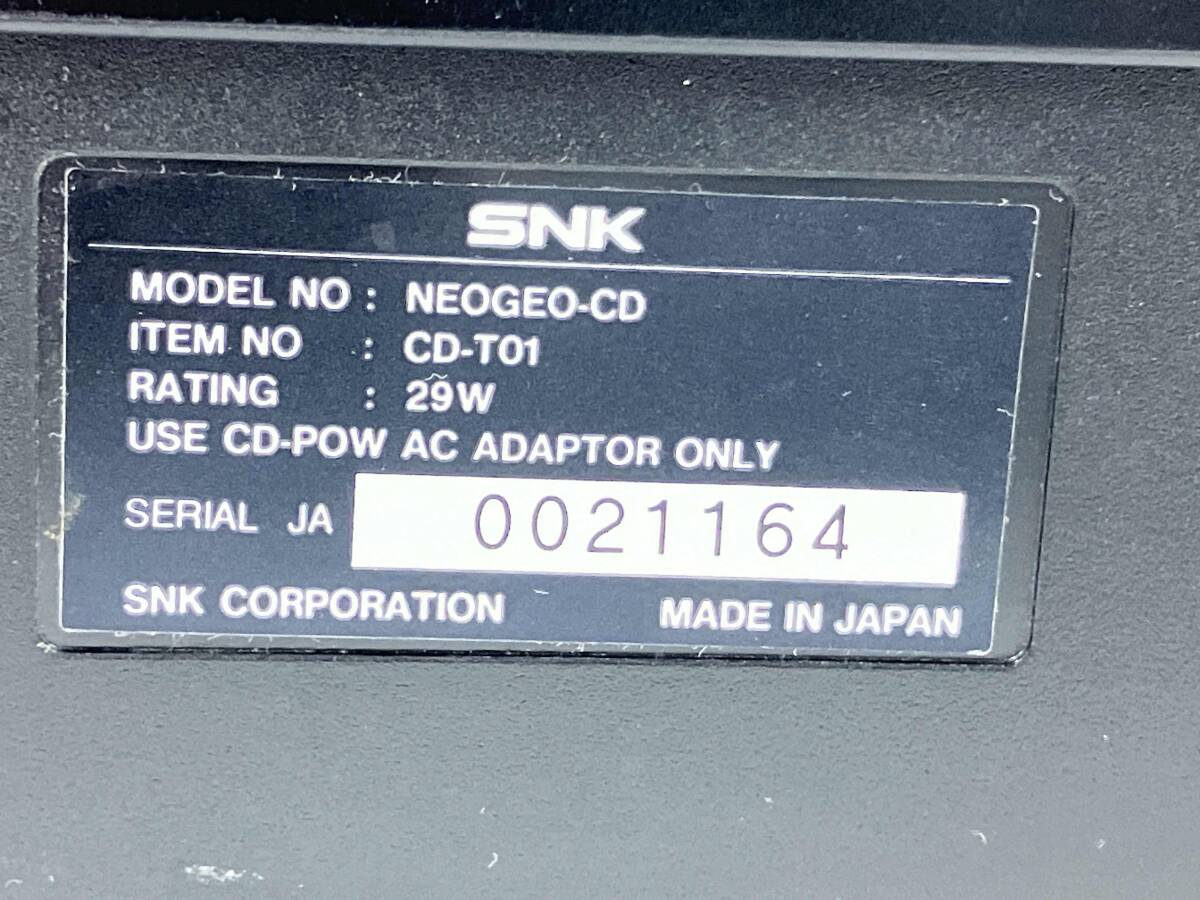 SNK
MODEL NO : NEOGEO-CD
ITEM NO : CD-T01
RATING : 29W
USE CD-POW AC ADAPTOR ONLY
SERIAL JA 0021164
SNK CORPORATION MADE IN JAPAN